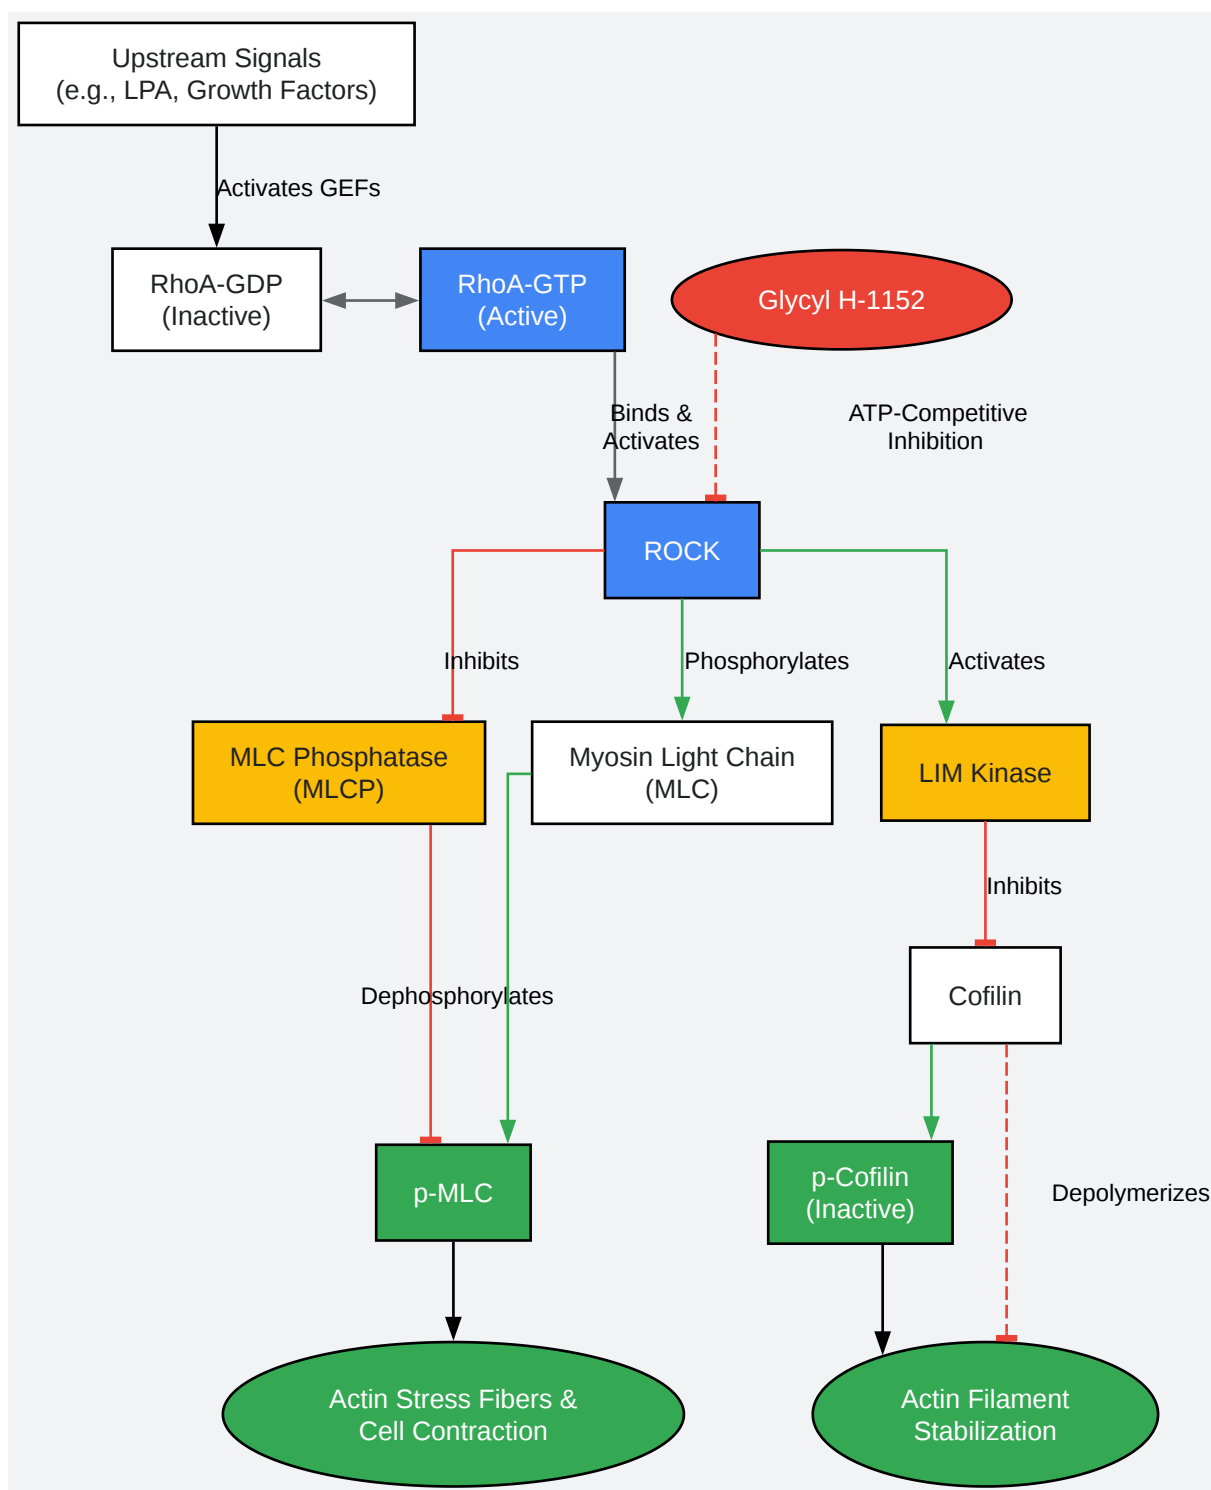 Upstream Signals
(e.g., LPA, Growth Factors)
Activates GEFs
RhoA-GDP
(Inactive)
RhoA-GTP
(Active)
Glycyl H-1152
Binds &
Activates
ATP-Competitive
Inhibition
ROCK
Inhibits
Phosphorylates
Activates
MLC Phosphatase
(MLCP)
Myosin Light Chain
(MLC)
LIM Kinase
Inhibits
Dephosphorylates
Cofilin
p-MLC
p-Cofilin
(Inactive)
Depolymerizes
Actin Stress Fibers &
Cell Contraction
Actin Filament
Stabilization